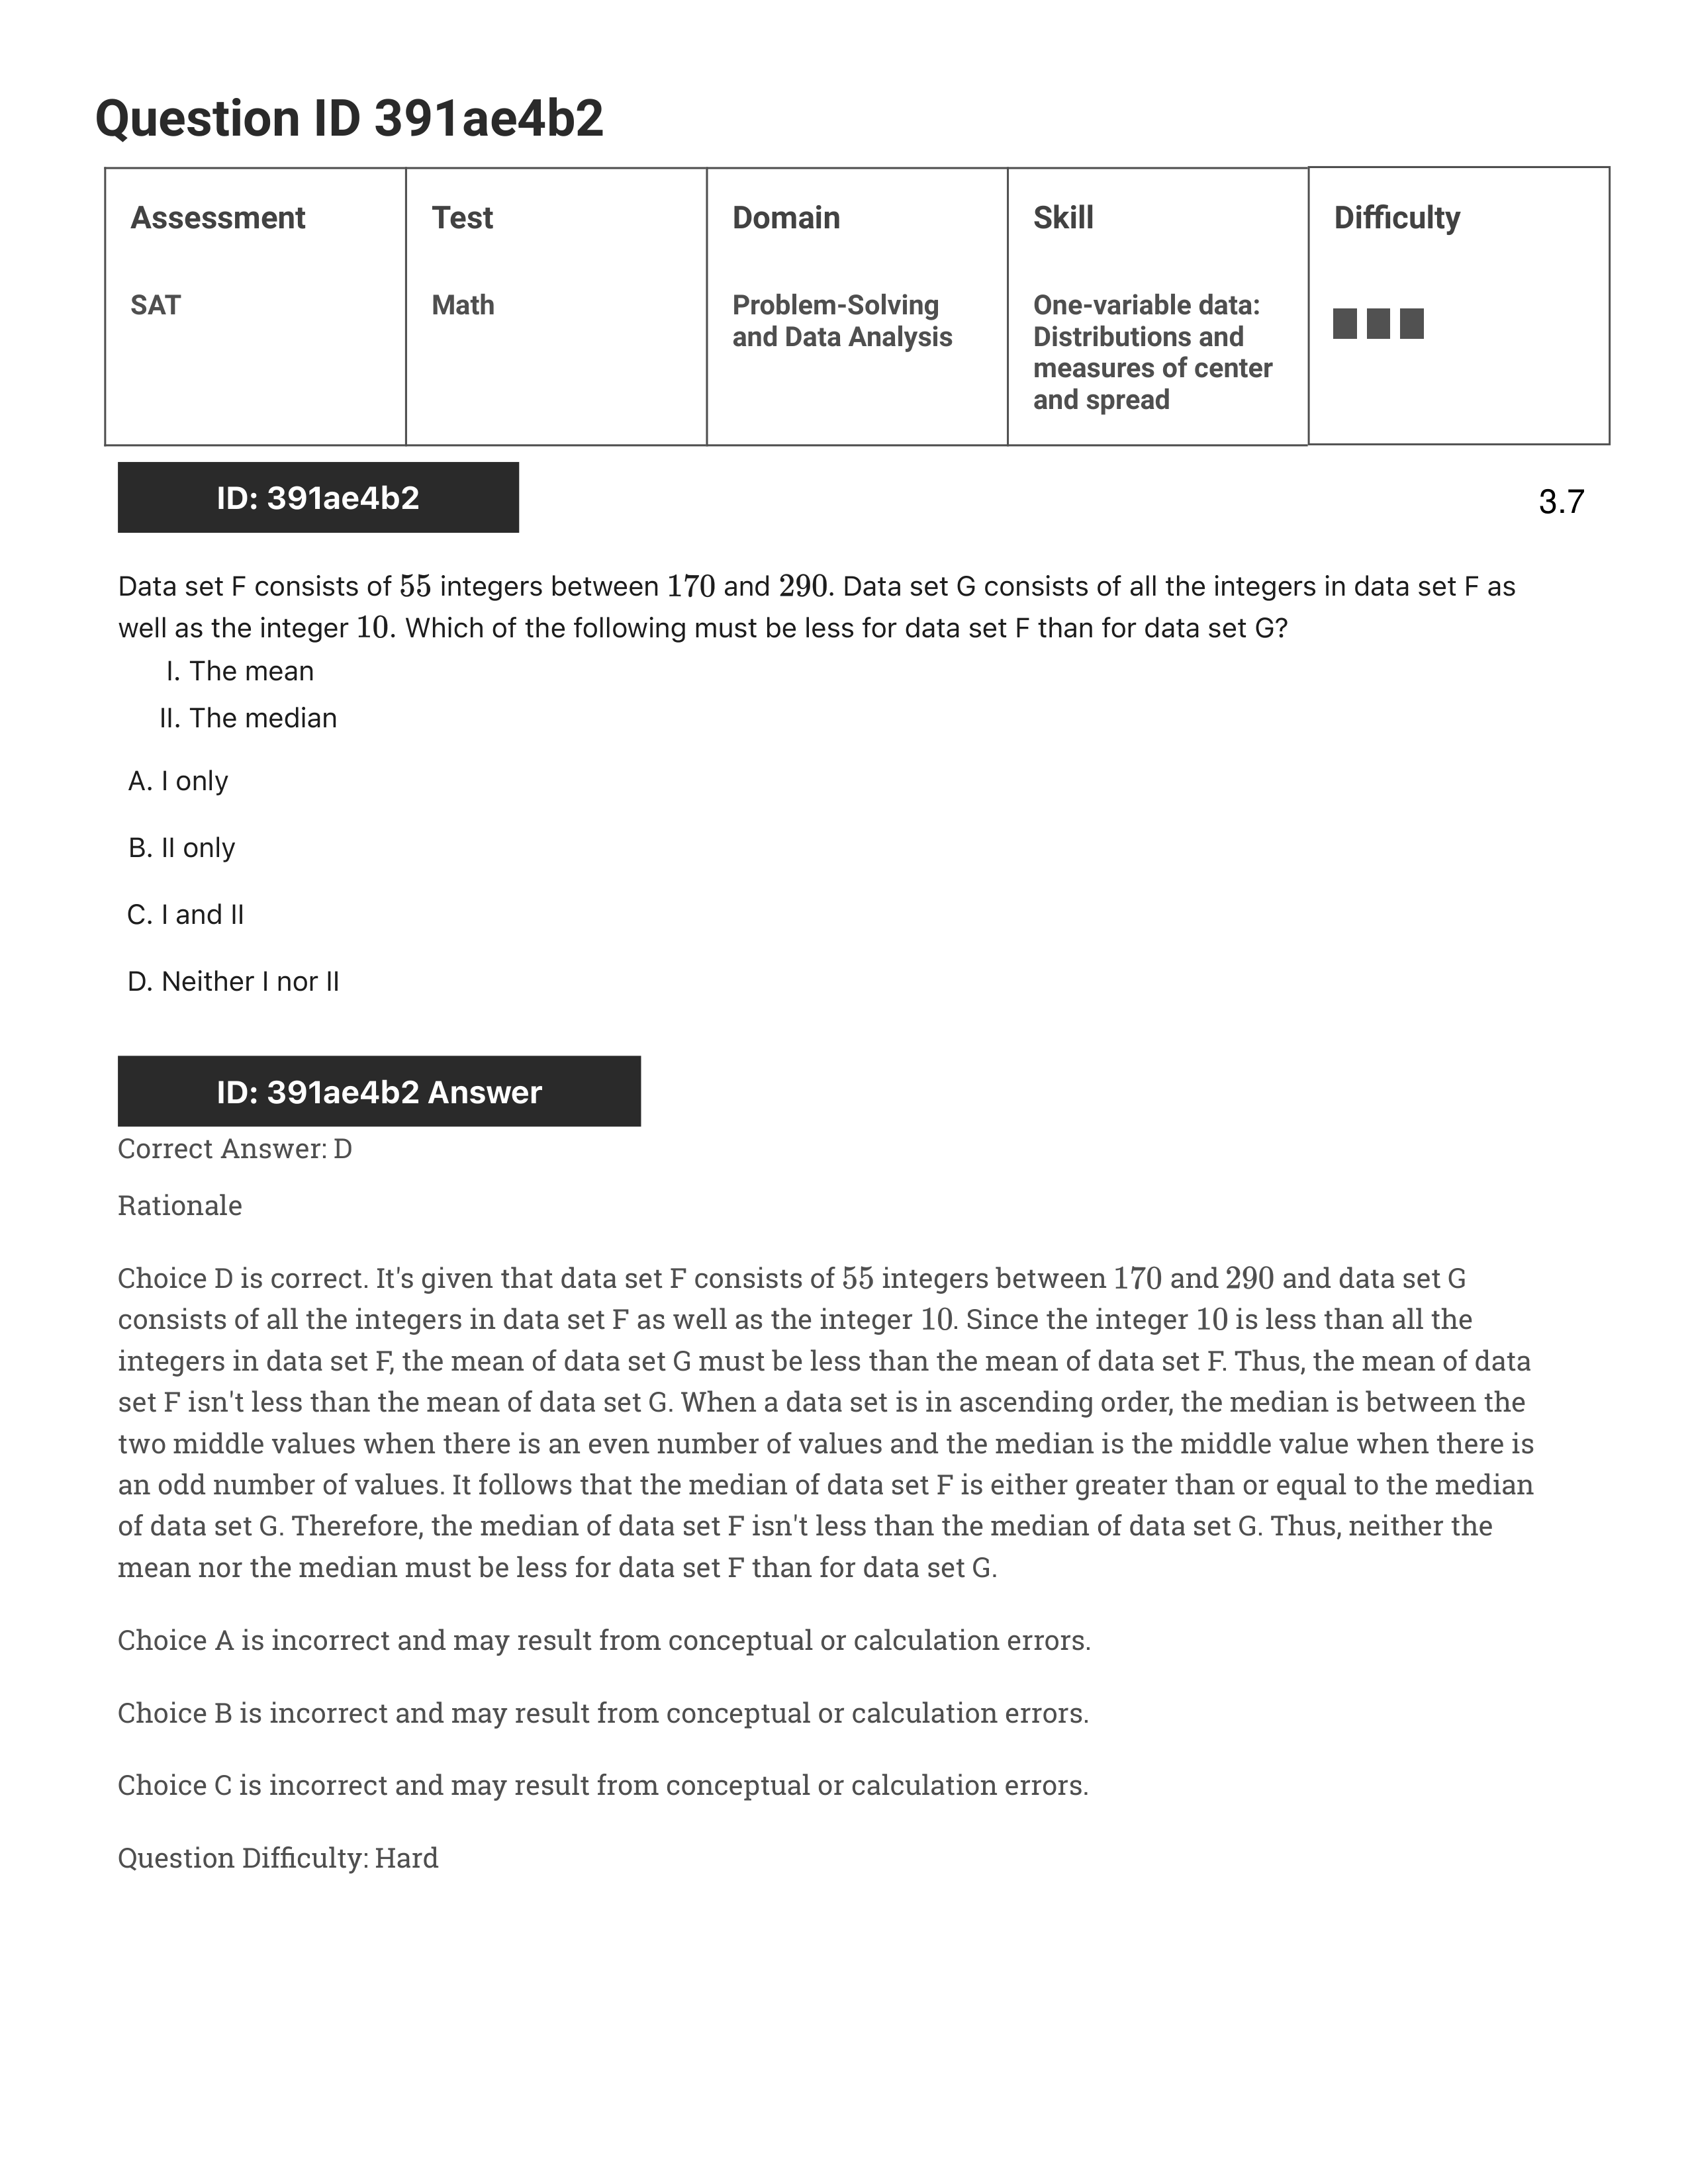 Question ID 391ae4b2
Assessment
Test
Domain
Skill
Difficulty
SAT
Math
Problem-Solving
and Data Analysis
One-variable data:
Distributions and
measures of center
and spread
ID: 391ae4b2
3.7
Data set F consists of 55 integers between 170 and 290. Data set G consists of all the integers in data set F as
well as the integer 10. Which of the following must be less for data set F than for data set G?
I. The mean
II. The median
A. I only
B. II only
C. I and II
D. Neither I nor II
ID: 391ae4b2 Answer
Correct Answer: D
Rationale
Choice D is correct. It's given that data set F consists of 55 integers between 170 and 290 and data set G
consists of all the integers in data set F as well as the integer 10. Since the integer 10 is less than all the
integers in data set F, the mean of data set G must be less than the mean of data set F. Thus, the mean of data
set F isn't less than the mean of data set G. When a data set is in ascending order, the median is between the
two middle values when there is an even number of values and the median is the middle value when there is
an odd number of values. It follows that the median of data set F is either greater than or equal to the median
of data set G. Therefore, the median of data set F isn't less than the median of data set G. Thus, neither the
mean nor the median must be less for data set F than for data set G.
Choice A is incorrect and may result from conceptual or calculation errors.
Choice B is incorrect and may result from conceptual or calculation errors.
Choice C is incorrect and may result from conceptual or calculation errors.
Question Difficulty: Hard